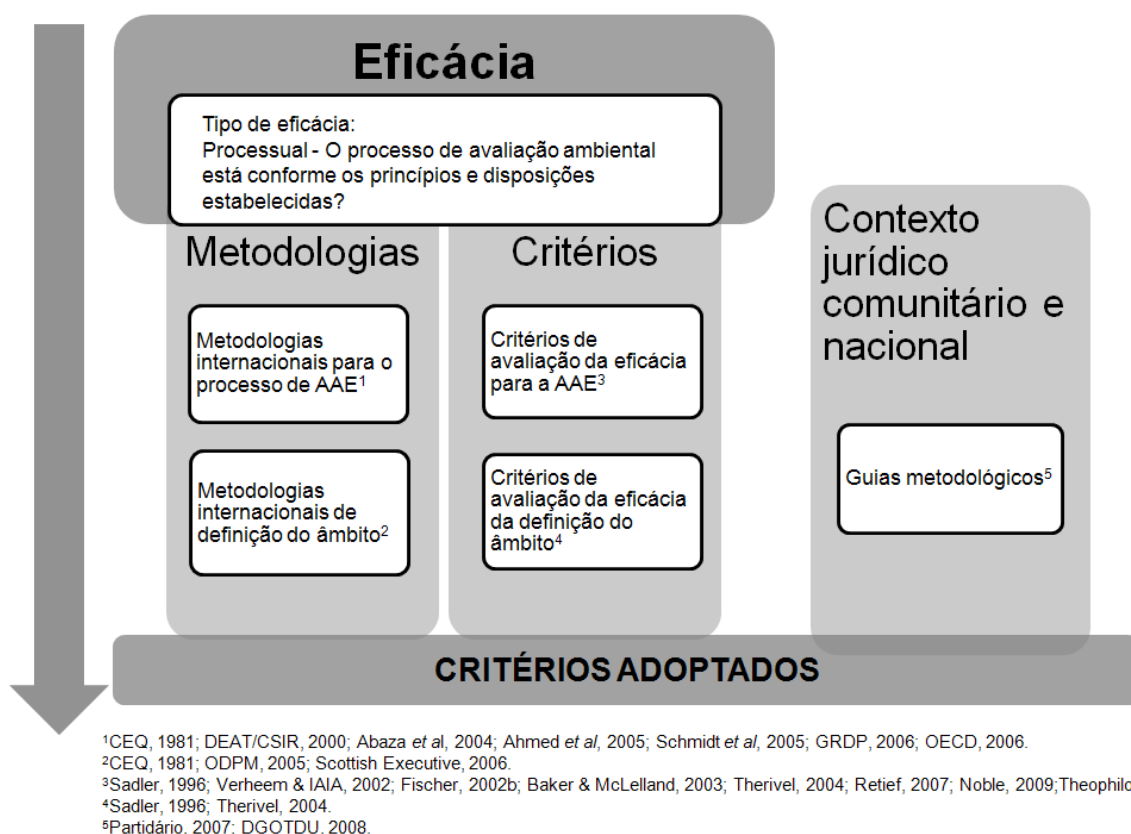 Eficácia
Tipo de eficácia:
Processual - O processo de avaliação ambiental
está conforme os princípios e disposições
estabelecidas?
Metodologias
Metodologias
internacionais para o
processo de AAE¹
Metodologias
internacionais de
definição do âmbito²
Critérios
Critérios de
avaliação da eficácia
para a AAE³
Critérios de
avaliação da eficácia
da definição do
âmbito⁴
Contexto
jurídico
comunitário e
nacional
Guias metodológicos⁵
CRITÉRIOS ADOPTADOS
¹CEQ, 1981; DEAT/CSIR, 2000; Abaza et al, 2004; Ahmed et al, 2005; Schmidt et al, 2005; GRDP, 2006; OECD, 2006.
²CEQ, 1981; ODPM, 2005; Scottish Executive, 2006.
³Sadler, 1996; Verheem & IAIA, 2002; Fischer, 2002b; Baker & McLelland, 2003; Therivel, 2004; Retief, 2007; Noble, 2009;Theophilo
⁴Sadler, 1996; Therivel, 2004.
⁵Partidário, 2007; DGOTDU, 2008.